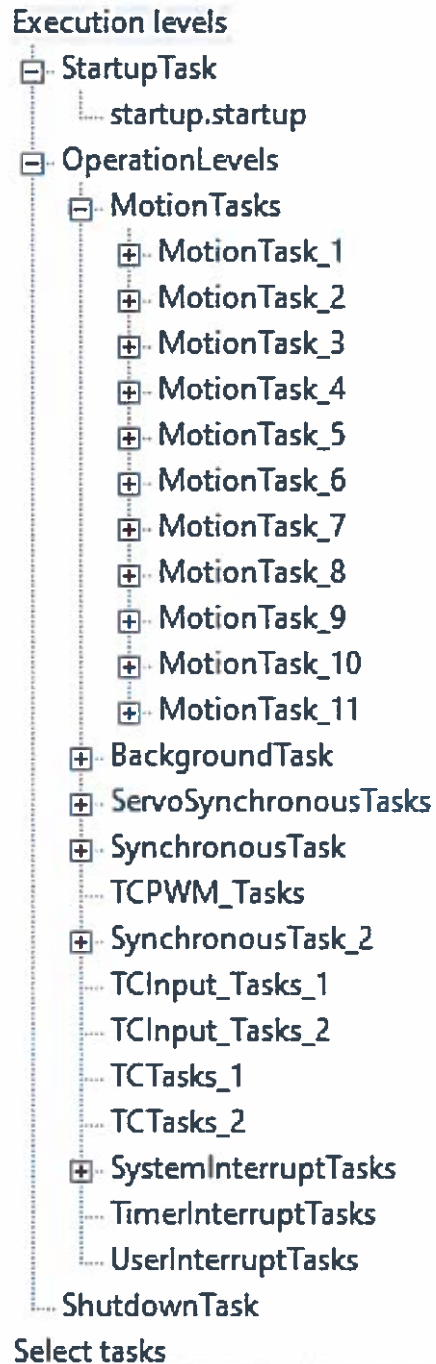 Execution levels
StartupTask
startup.startup
OperationLevels
MotionTasks
MotionTask_1
MotionTask_2
MotionTask_3
MotionTask_4
MotionTask_5
MotionTask_6
MotionTask_7
MotionTask_8
MotionTask_9
MotionTask_10
MotionTask_11
BackgroundTask
ServoSynchronousTasks
SynchronousTask
TCPWM_Tasks
SynchronousTask_2
TCInput_Tasks_1
TCInput_Tasks_2
TCTasks_1
TCTasks_2
SystemInterruptTasks
TimerInterruptTasks
UserInterruptTasks
ShutdownTask
Select tasks